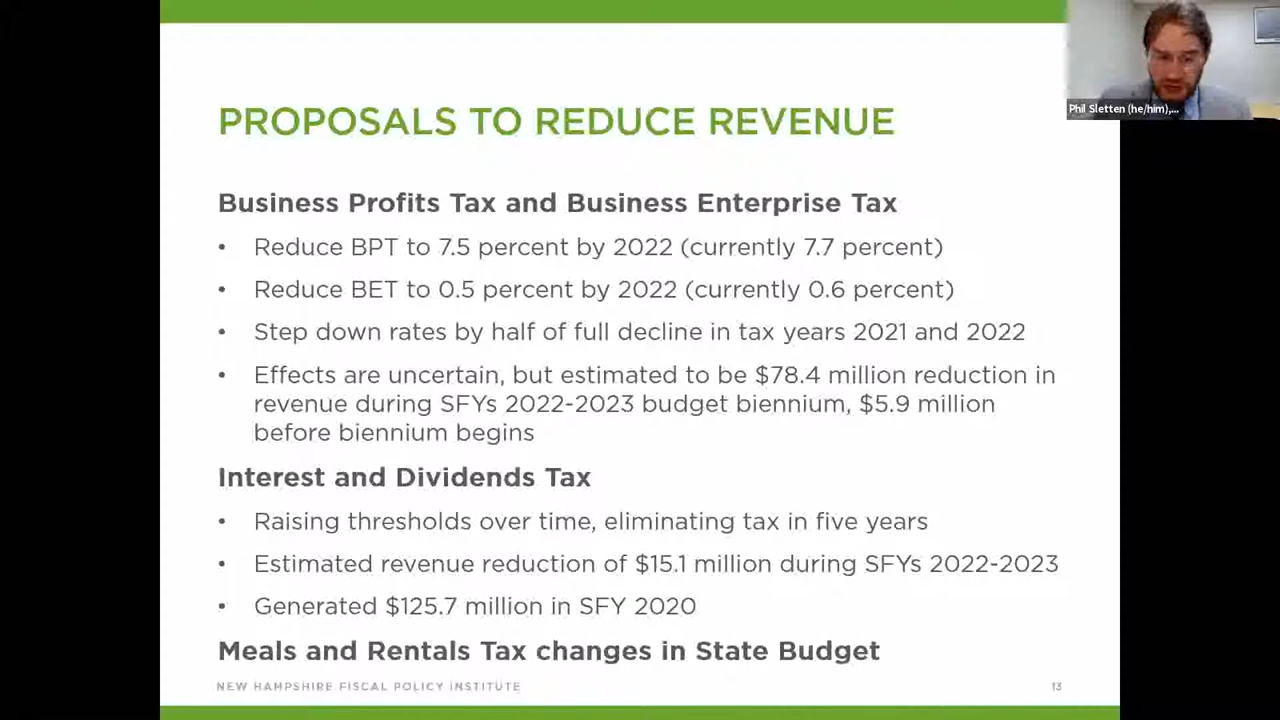 PROPOSALS TO REDUCE REVENUE
Phil Sletten (he/him),...
Business Profits Tax and Business Enterprise Tax
• Reduce BPT to 7.5 percent by 2022 (currently 7.7 percent)
• Reduce BET to 0.5 percent by 2022 (currently 0.6 percent)
• Step down rates by half of full decline in tax years 2021 and 2022
• Effects are uncertain, but estimated to be $78.4 million reduction in
revenue during SFYs 2022-2023 budget biennium, $5.9 million
before biennium begins
Interest and Dividends Tax
• Raising thresholds over time, eliminating tax in five years
• Estimated revenue reduction of $15.1 million during SFYs 2022-2023
• Generated $125.7 million in SFY 2020
Meals and Rentals Tax changes in State Budget
NEW HAMPSHIRE FISCAL POLICY INSTITUTE
13